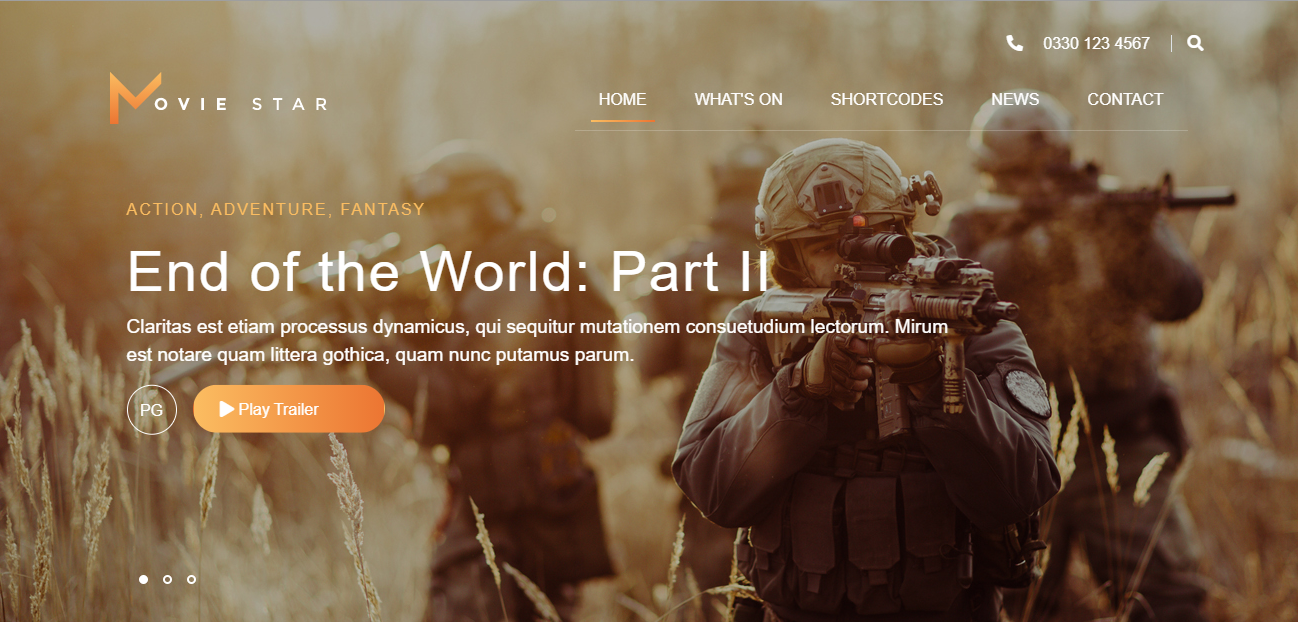 0330 123 4567
MOVIE STAR
HOME WHAT'S ON SHORTCODES NEWS CONTACT
ACTION, ADVENTURE, FANTASY
End of the World: Part II
Claritas est etiam processus dynamicus, qui sequitur mutationem consuetudium lectorum. Mirum
est notare quam littera gothica, quam nunc putamus parum.
PG Play Trailer